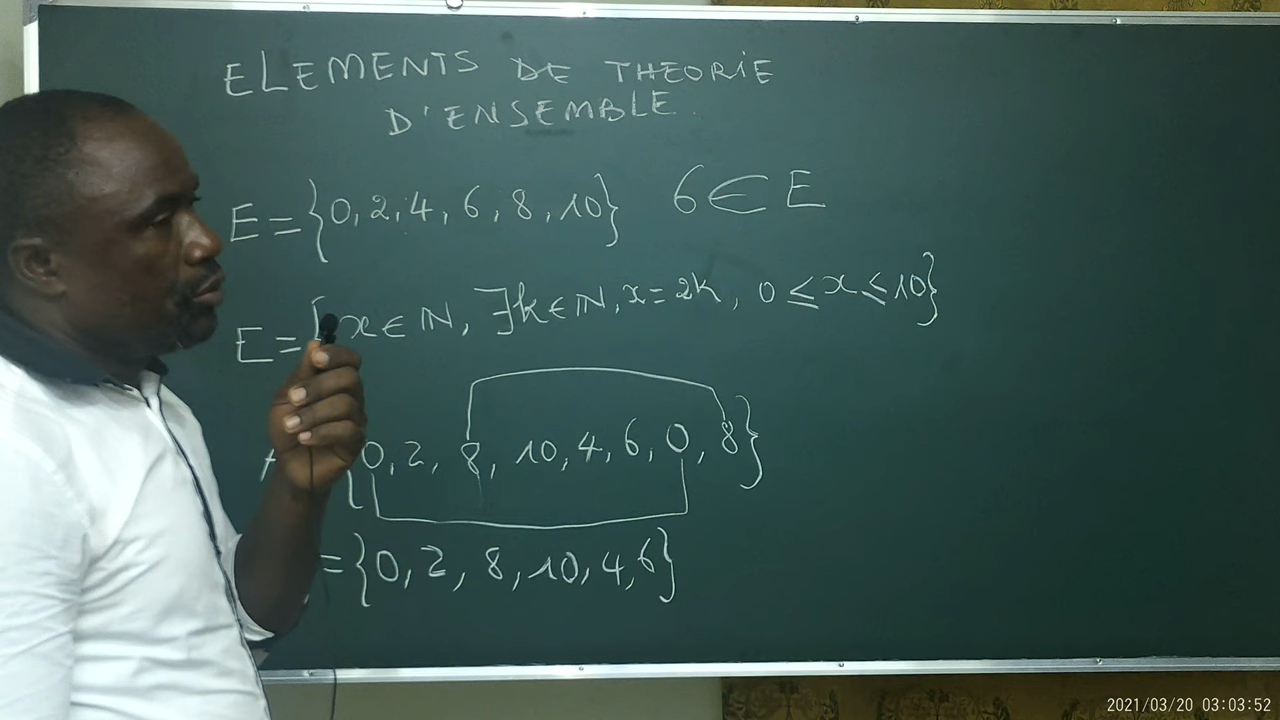 ELEMENTS DE THEORIE
D'ENSEMBLE.
E={0,2,4,6,8,10} 6∈E
E={x∈ℕ, ∃k∈ℕ, x=2k, 0≤x≤10}
{0,2,8,10,4,6,0,8}
={0,2,8,10,4,6}
2021/03/20 03:03:52